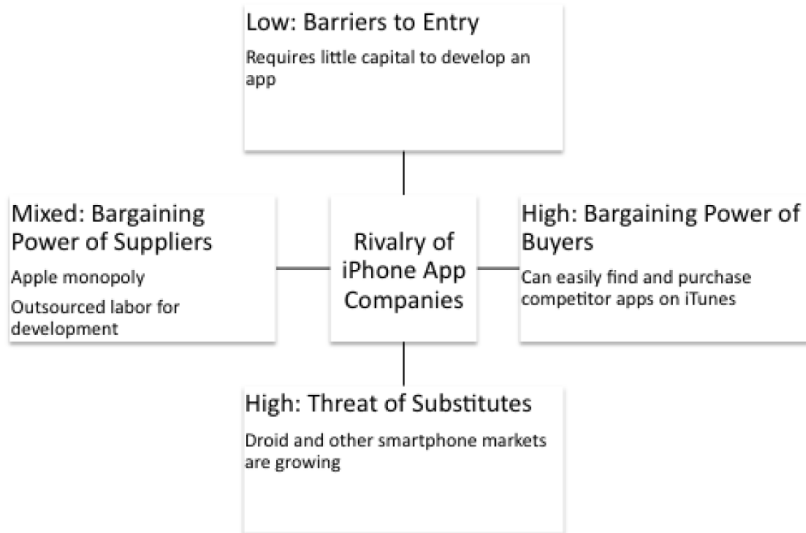 Low: Barriers to Entry
Requires little capital to develop an
app
Mixed: Bargaining
Power of Suppliers
Apple monopoly
Outsourced labor for
development
Rivalry of
iPhone App
Companies
High: Bargaining Power of
Buyers
Can easily find and purchase
competitor apps on iTunes
High: Threat of Substitutes
Droid and other smartphone markets
are growing